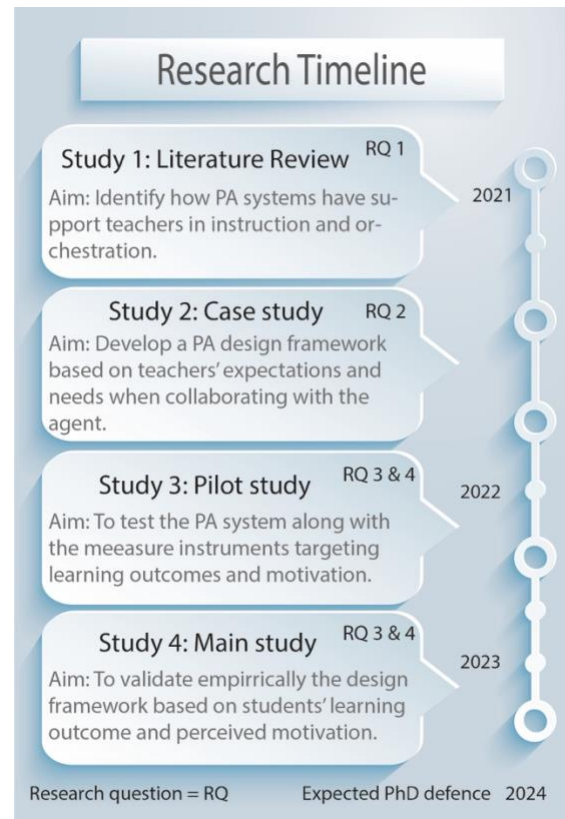 Research Timeline
Study 1: Literature Review RQ 1
Aim: Identify how PA systems have su-
pport teachers in instruction and or-
chestration.
2021
Study 2: Case study RQ 2
Aim: Develop a PA design framework
based on teachers' expectations and
needs when collaborating with the
agent.
Study 3: Pilot study RQ 3 & 4
Aim: To test the PA system along with
the meeasure instruments targeting
learning outcomes and motivation.
2022
Study 4: Main study RQ 3 & 4
Aim: To validate empirrically the design
framework based on students' learning
outcome and perceived motivation.
2023
Research question = RQ Expected PhD defence 2024